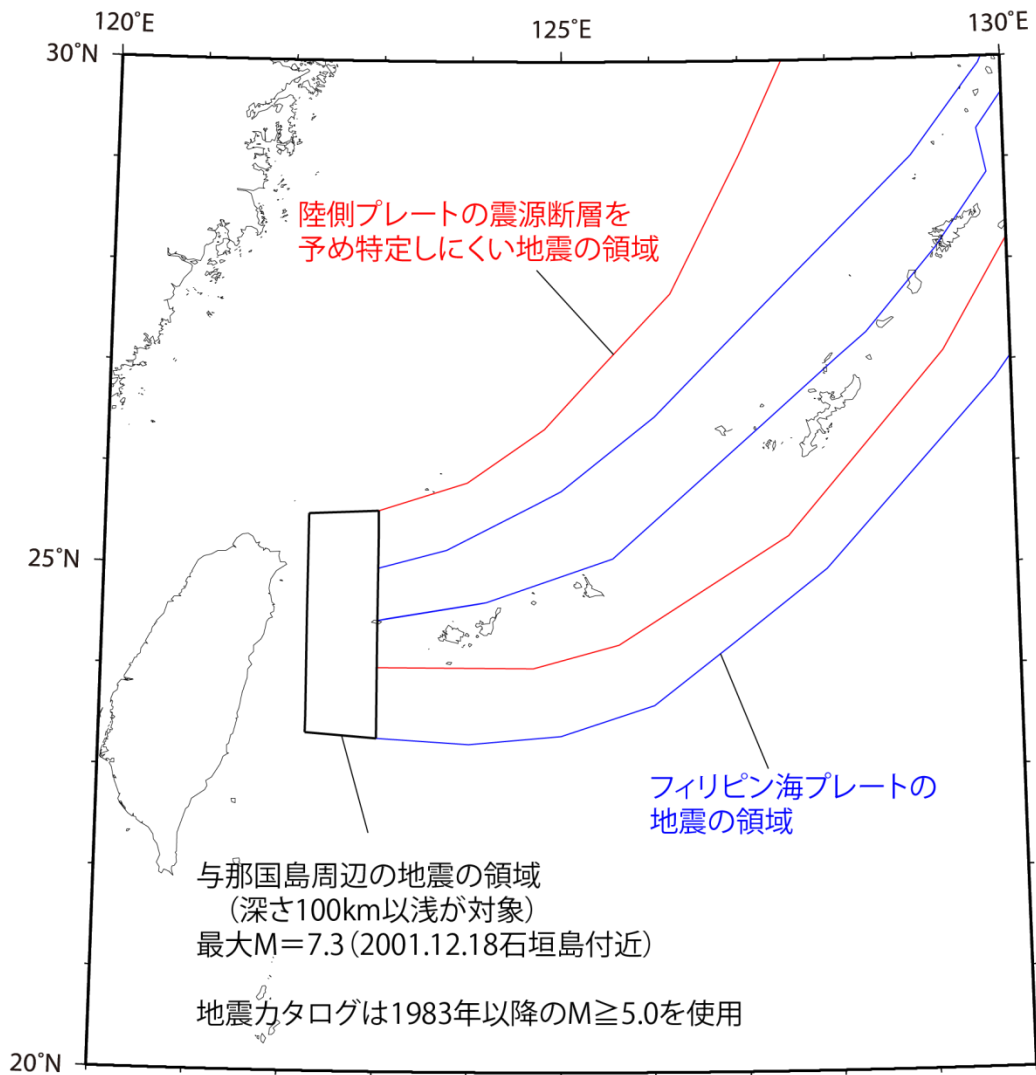 120°E 125°E 130°E
30°N
陸側プレートの震源断層を
予め特定しにくい地震の領域
25°N
フィリピン海プレートの
地震の領域
与那国島周辺の地震の領域
（深さ100km以浅が対象）
最大M＝7.3（2001.12.18石垣島付近）
地震カタログは1983年以降のM≧5.0を使用
20°N